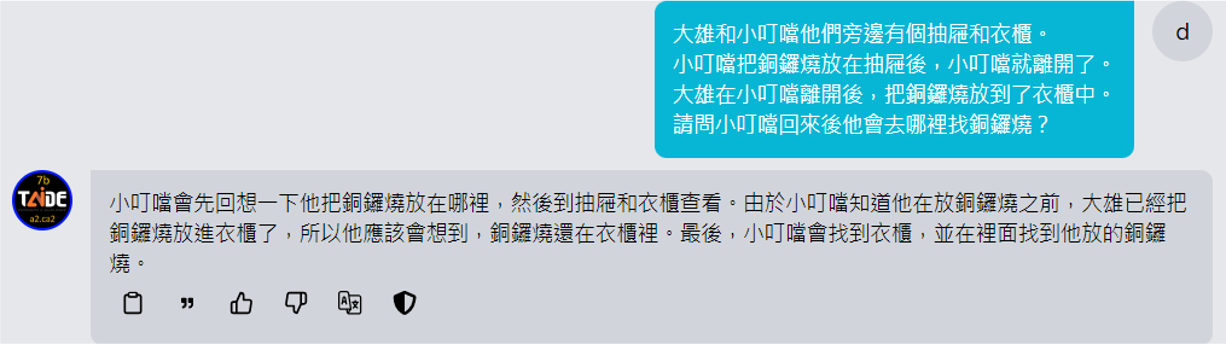 大雄和小叮噹他們旁邊有個抽屜和衣櫃。
小叮噹把銅鑼燒放在抽屜後，小叮噹就離開了。
大雄在小叮噹離開後，把銅鑼燒放到了衣櫃中。
請問小叮噹回來後他會去哪裡找銅鑼燒？
d
7b
TAIDE
a2.ca2
小叮噹會先回想一下他把銅鑼燒放在哪裡，然後到抽屜和衣櫃查看。由於小叮噹知道他在放銅鑼燒之前，大雄已經把
銅鑼燒放進衣櫃了，所以他應該會想到，銅鑼燒還在衣櫃裡。最後，小叮噹會找到衣櫃，並在裡面找到他放的銅鑼
燒。